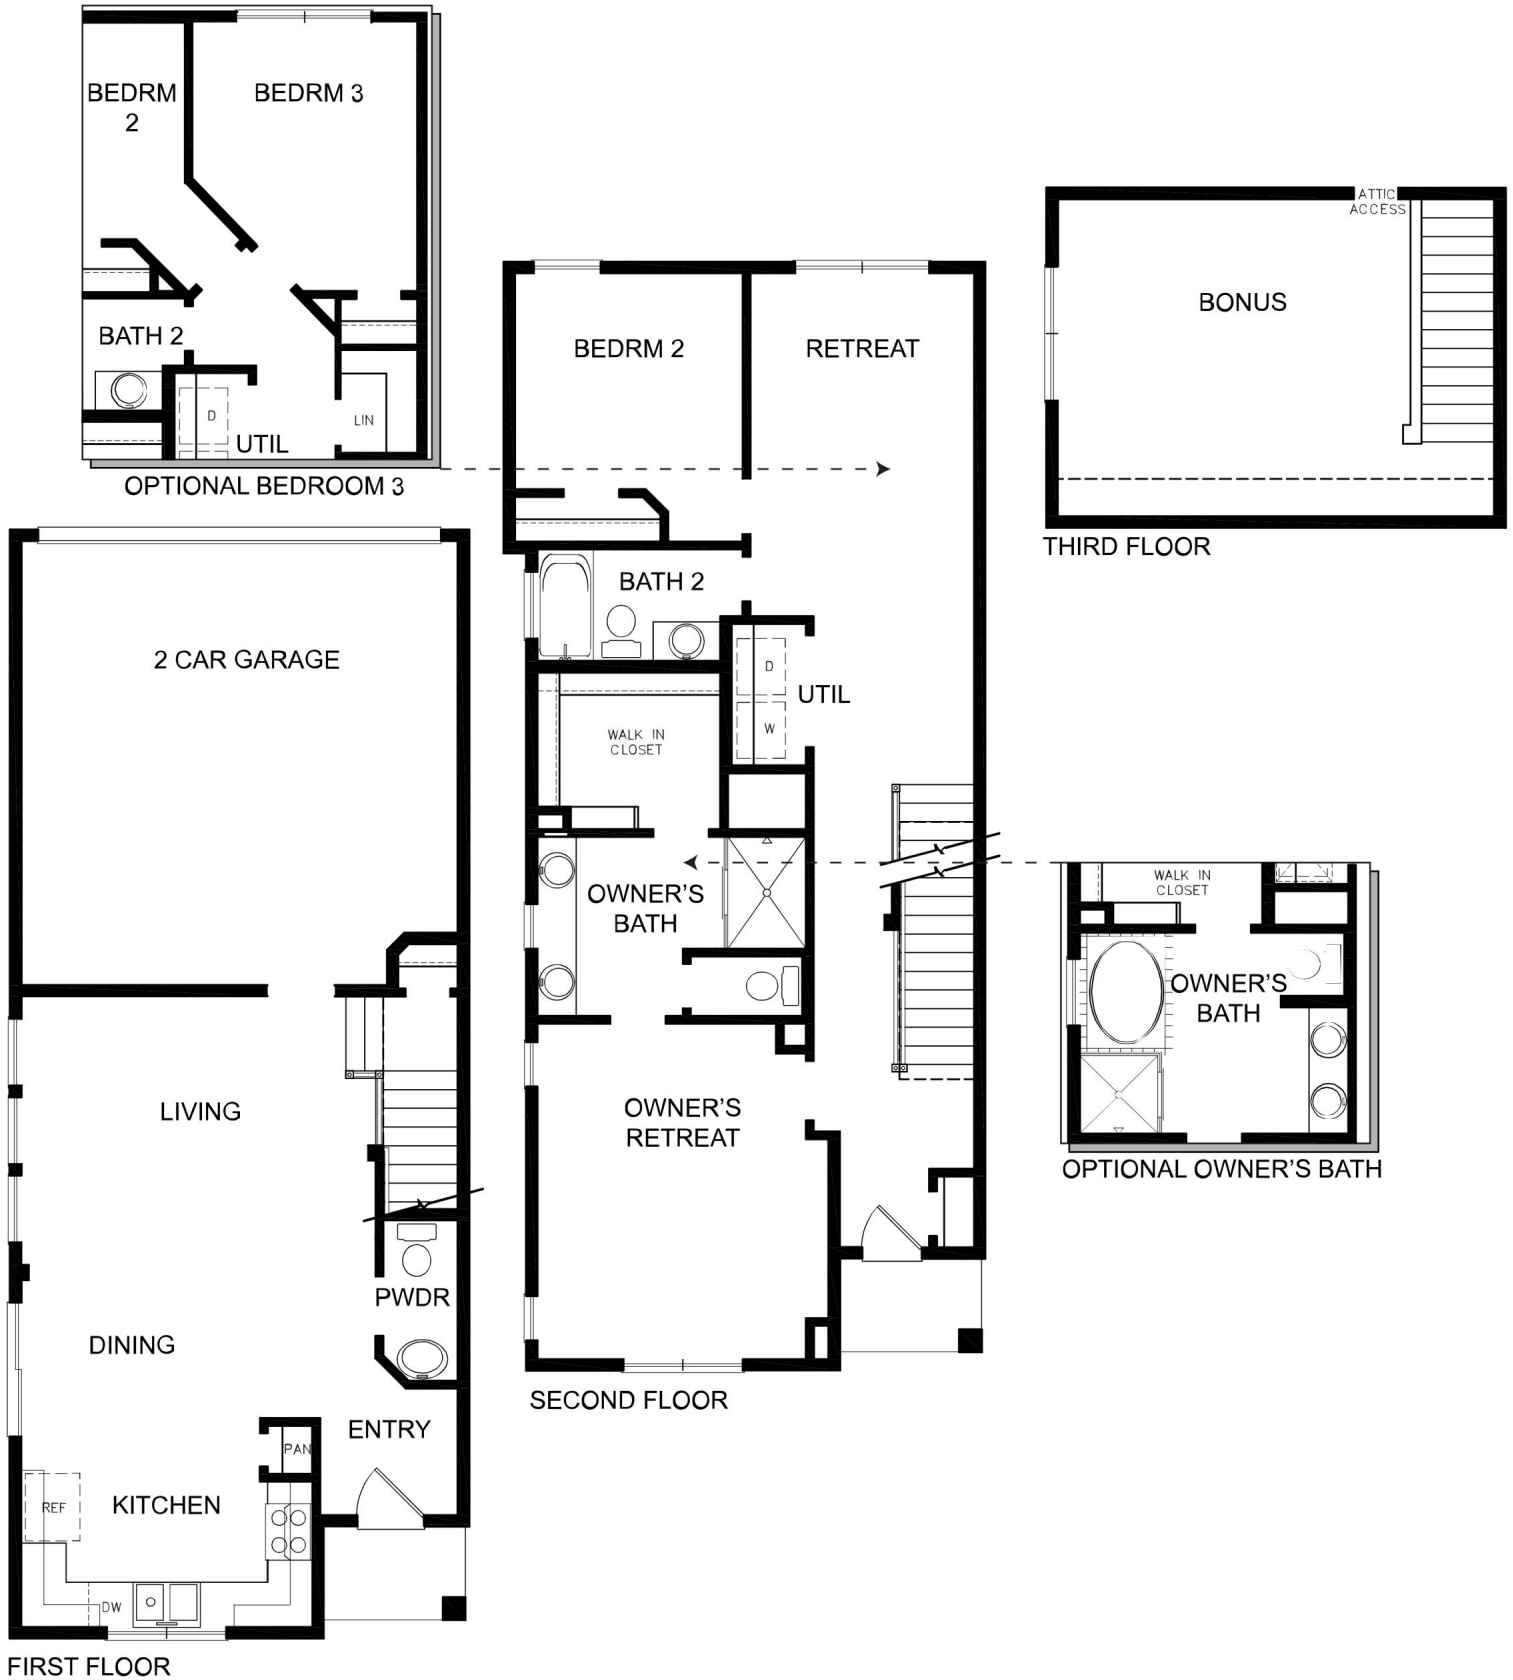 BEDRM
2
BEDRM 3
BATH 2
D
LIN
UTIL
OPTIONAL BEDROOM 3
2 CAR GARAGE
LIVING
PWDR
DINING
ENTRY
PAN
REF
KITCHEN
DW
FIRST FLOOR
BEDRM 2
RETREAT
BATH 2
D
UTIL
W
WALK IN
CLOSET
OWNER'S
BATH
OWNER'S
RETREAT
SECOND FLOOR
ATTIC
ACCESS
BONUS
THIRD FLOOR
WALK IN
CLOSET
OWNER'S
BATH
OPTIONAL OWNER'S BATH